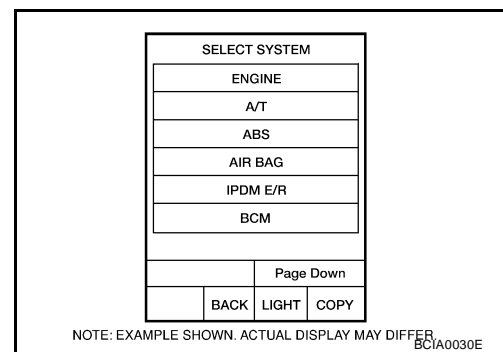 SELECT SYSTEM
ENGINE
A/T
ABS
AIR BAG
IPDM E/R
BCM
Page Down
BACK LIGHT COPY
NOTE: EXAMPLE SHOWN. ACTUAL DISPLAY MAY DIFFER.
BCIA0030E